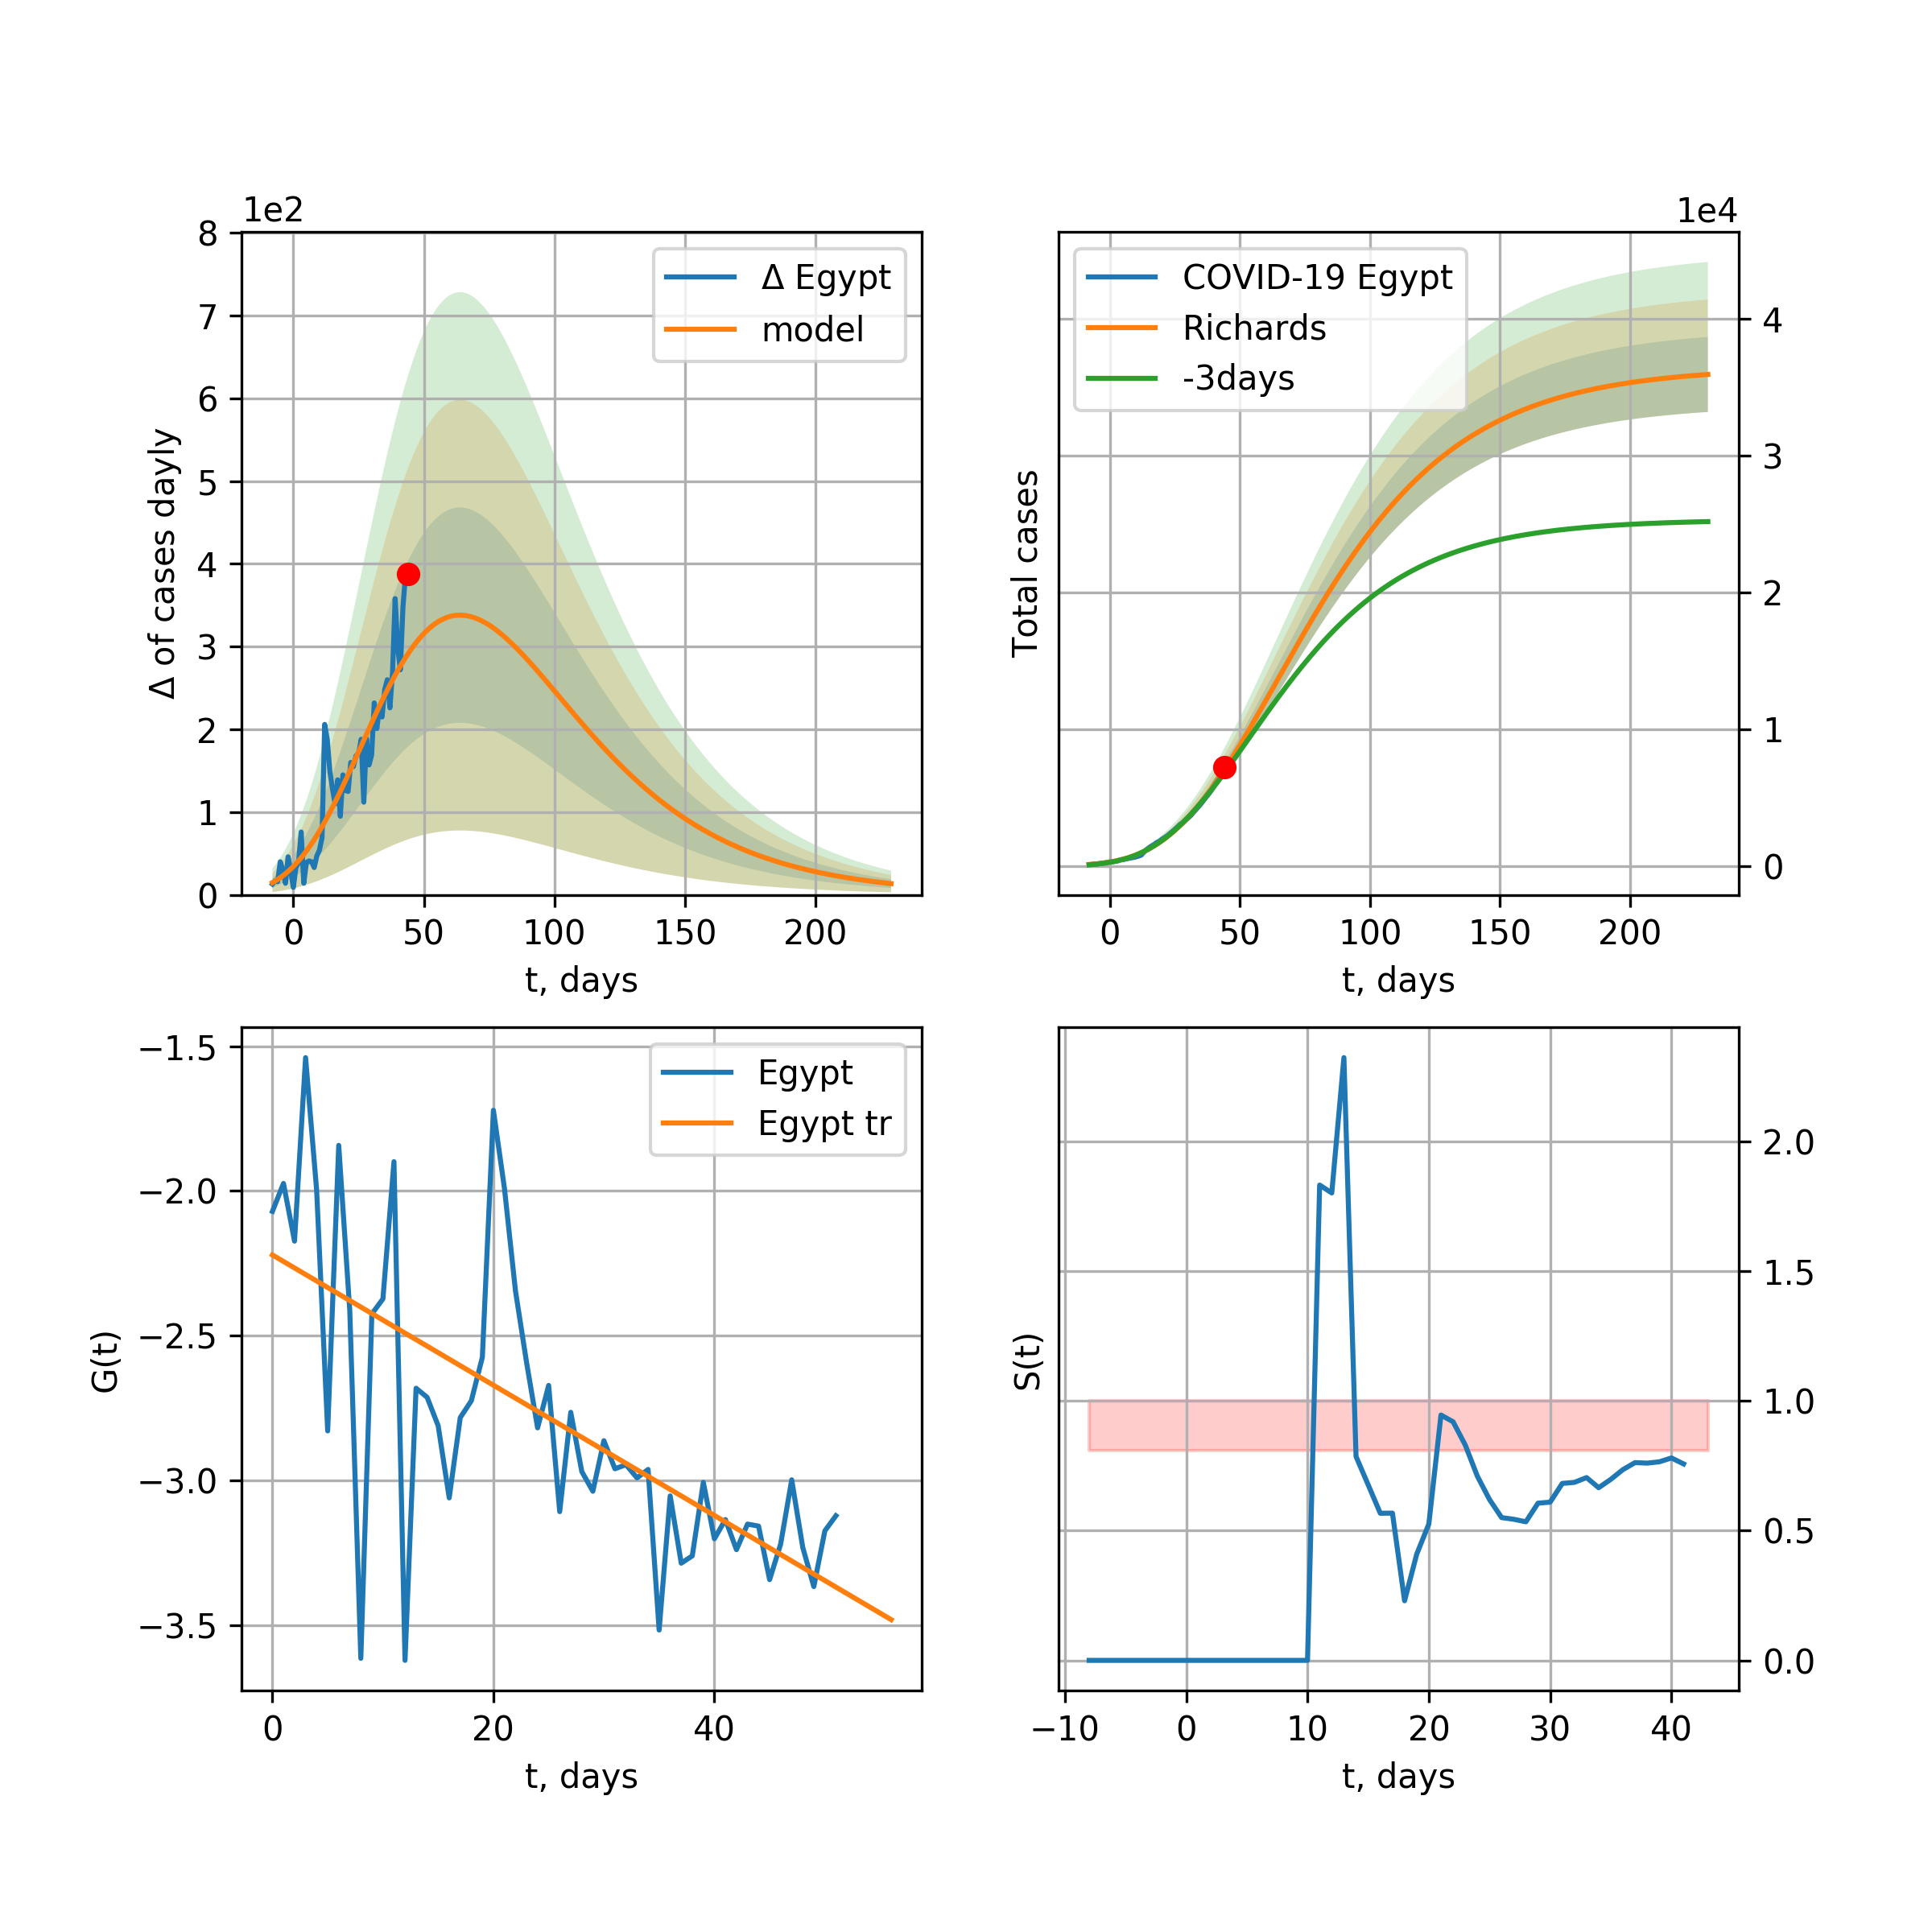 1e2
8
7
6
5
4
3
2
1
0
Δ of cases dayly
Δ Egypt
model
0 50 100 150 200
t, days
1e4
COVID-19 Egypt
Richards
-3days
4
3
2
1
0
Total cases
0 50 100 150 200
t, days
−1.5
−2.0
−2.5
−3.0
−3.5
G(t)
Egypt
Egypt tr
0 20 40
t, days
2.0
1.5
1.0
0.5
0.0
S(t)
−10 0 10 20 30 40
t, days